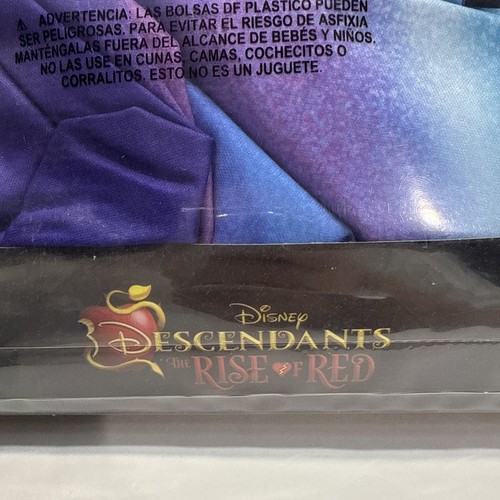 ⚠ ADVERTENCIA: LAS BOLSAS DF PLASTICO PUEDEN
SER PELIGROSAS. PARA EVITAR EL RIESGO DE ASFIXIA
MANTÉNGALAS FUERA DEL ALCANCE DE BEBÉS Y NIÑOS.
NO LAS USE EN CUNAS, CAMAS, COCHECITOS O
CORRALITOS. ESTO NO ES UN JUGUETE.
Disney
DESCENDANTS
THE RISE OF RED